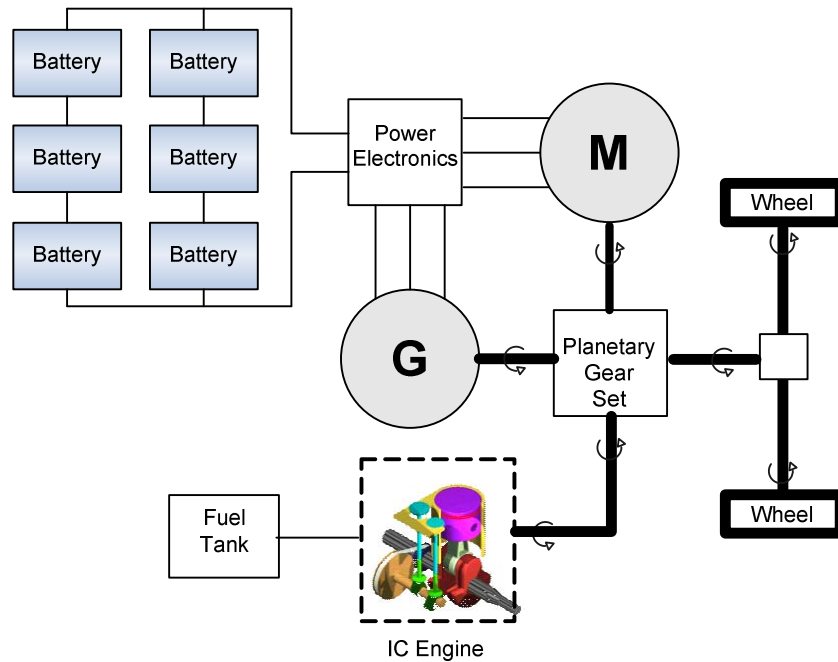 Battery
Battery
Power
Electronics
M
Battery
Battery
Wheel
Battery
Battery
G
Planetary
Gear
Set
Fuel
Tank
Wheel
IC Engine